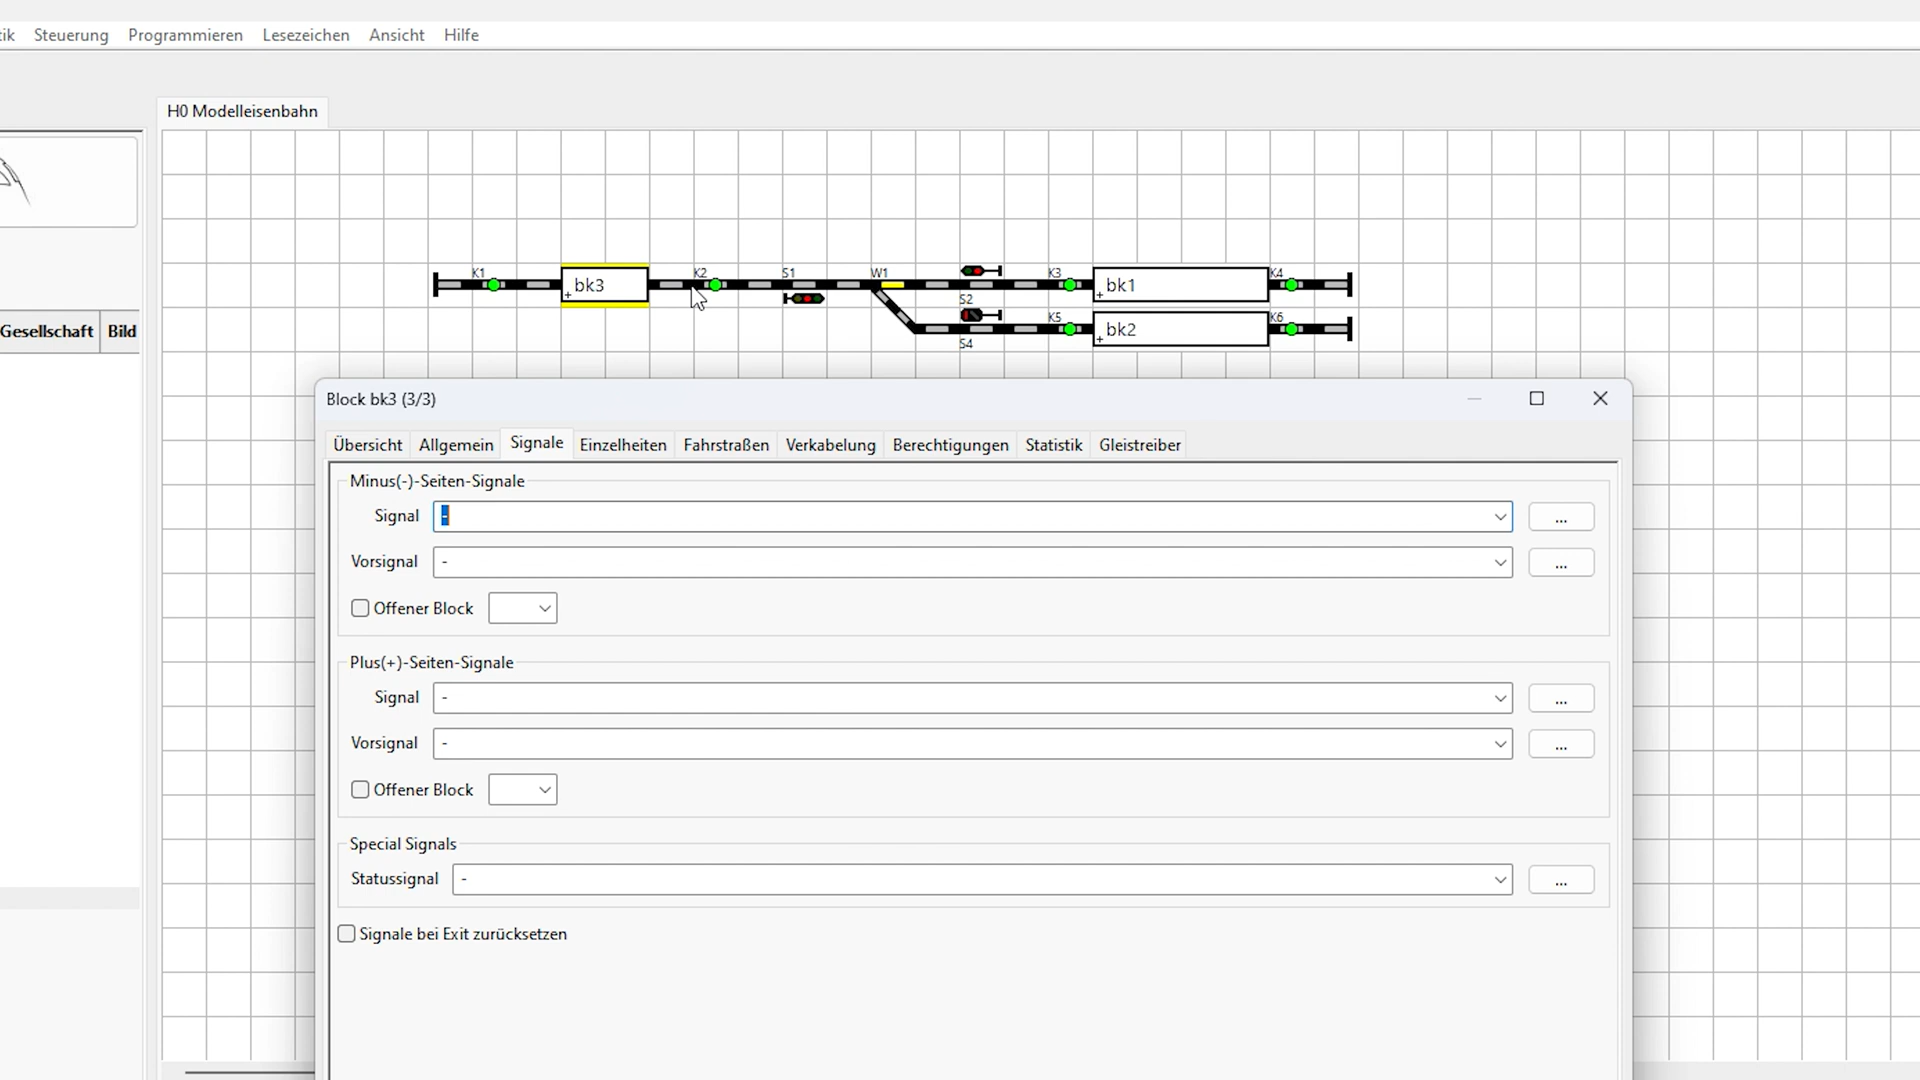 tik Steuerung Programmieren Lesezeichen Ansicht Hilfe
H0 Modelleisenbahn
Gesellschaft Bild
K1 K2 S1 W1 K3 K4
bk3 bk1
+ +
S2
K5 K6
bk2
+
S4
Block bk3 (3/3)
Übersicht Allgemein Signale Einzelheiten Fahrstraßen Verkabelung Berechtigungen Statistik Gleistreiber
Minus(-)-Seiten-Signale
Signal - ...
Vorsignal - ...
Offener Block
Plus(+)-Seiten-Signale
Signal - ...
Vorsignal - ...
Offener Block
Special Signals
Statussignal - ...
Signale bei Exit zurücksetzen